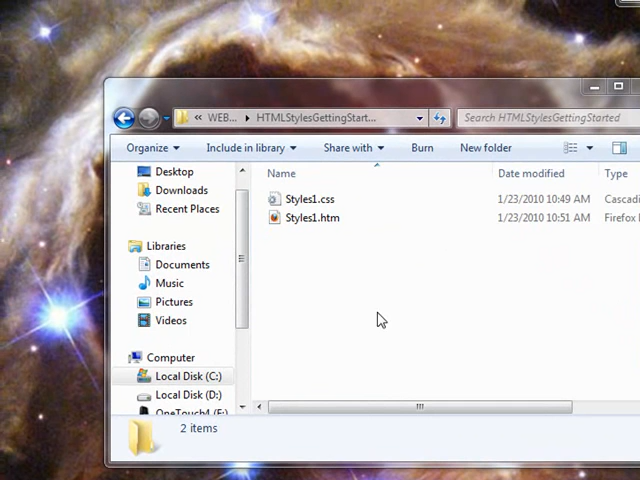 « WEB... ▸ HTMLStylesGettingStart... Search HTMLStylesGettingStarted
Organize Include in library Share with Burn New folder
Name Date modified Type
Desktop
Downloads
Recent Places
Libraries
Documents
Music
Pictures
Videos
Computer
Local Disk (C:)
Local Disk (D:)
OneTouch4 (E:)
Styles1.css 1/23/2010 10:49 AM Cascadi
Styles1.htm 1/23/2010 10:51 AM Firefox
2 items